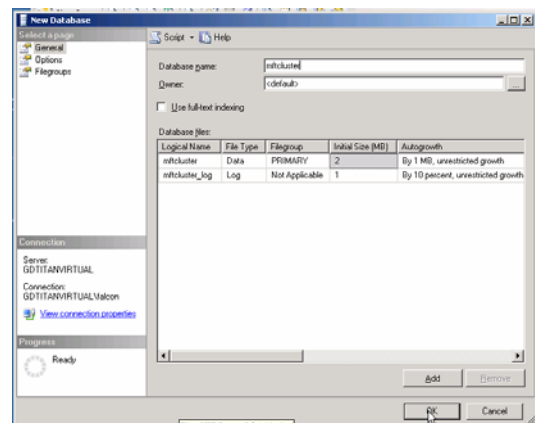 New Database
Select a page
General
Options
Filegroups
Script
Help
Database name:
mftcluster
Owner:
<default>
...
Use full-text indexing
Database files:
Logical Name File Type Filegroup Initial Size (MB) Autogrowth
mftcluster Data PRIMARY 2 By 1 MB, unrestricted growth
mftcluster_log Log Not Applicable 1 By 10 percent, unrestricted growth
Connection
Server:
GDTITANVIRTUAL
Connection:
GDTITANVIRTUAL\falcon
View connection properties
Progress
Ready
Add
Remove
OK
Cancel